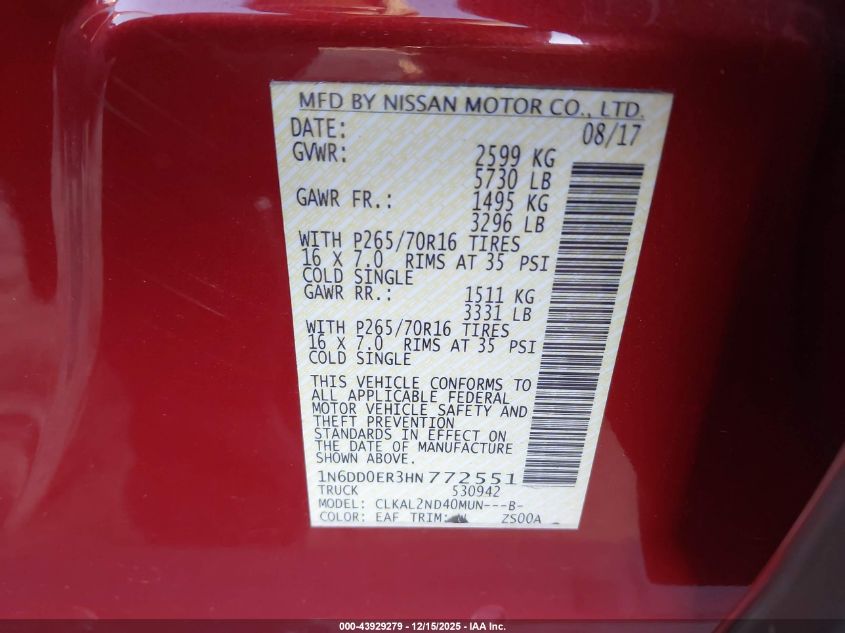 MFD BY NISSAN MOTOR CO., LTD.
DATE: 08/17
GVWR: 2599 KG
5730 LB
GAWR FR.: 1495 KG
3296 LB
WITH P265/70R16 TIRES
16 X 7.0 RIMS AT 35 PSI
COLD SINGLE
GAWR RR.: 1511 KG
3331 LB
WITH P265/70R16 TIRES
16 X 7.0 RIMS AT 35 PSI
COLD SINGLE
THIS VEHICLE CONFORMS TO
ALL APPLICABLE FEDERAL
MOTOR VEHICLE SAFETY AND
THEFT PREVENTION
STANDARDS IN EFFECT ON
THE DATE OF MANUFACTURE
SHOWN ABOVE.
1N6DD0ER3HN772551
TRUCK 530942
MODEL: CLKAL2ND40MUN---B-
COLOR: EAF TRIM: ZS00A
000-43929279 - 12/15/2025 - IAA Inc.